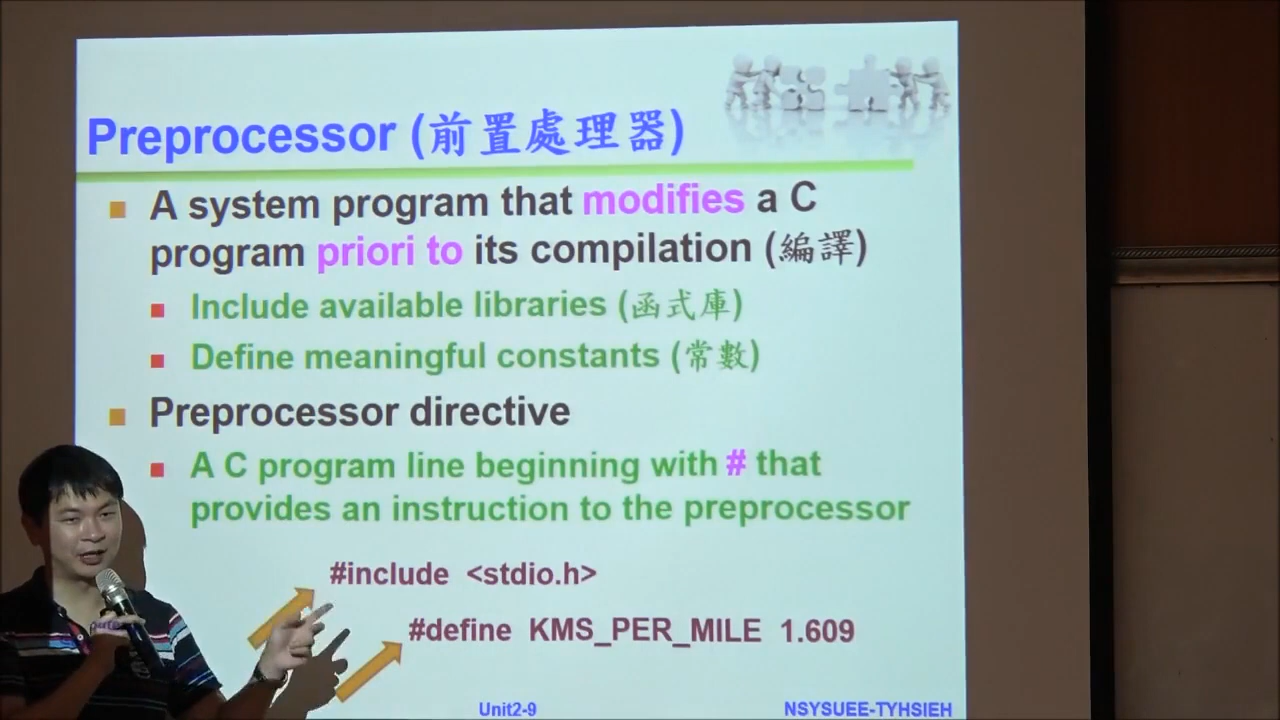 Preprocessor (前置處理器)
A system program that modifies a C
program priori to its compilation (編譯)
Include available libraries (函式庫)
Define meaningful constants (常數)
Preprocessor directive
A C program line beginning with # that
provides an instruction to the preprocessor
#include <stdio.h>
#define KMS_PER_MILE 1.609
Unit2-9
NSYSUEE-TYHSIEH